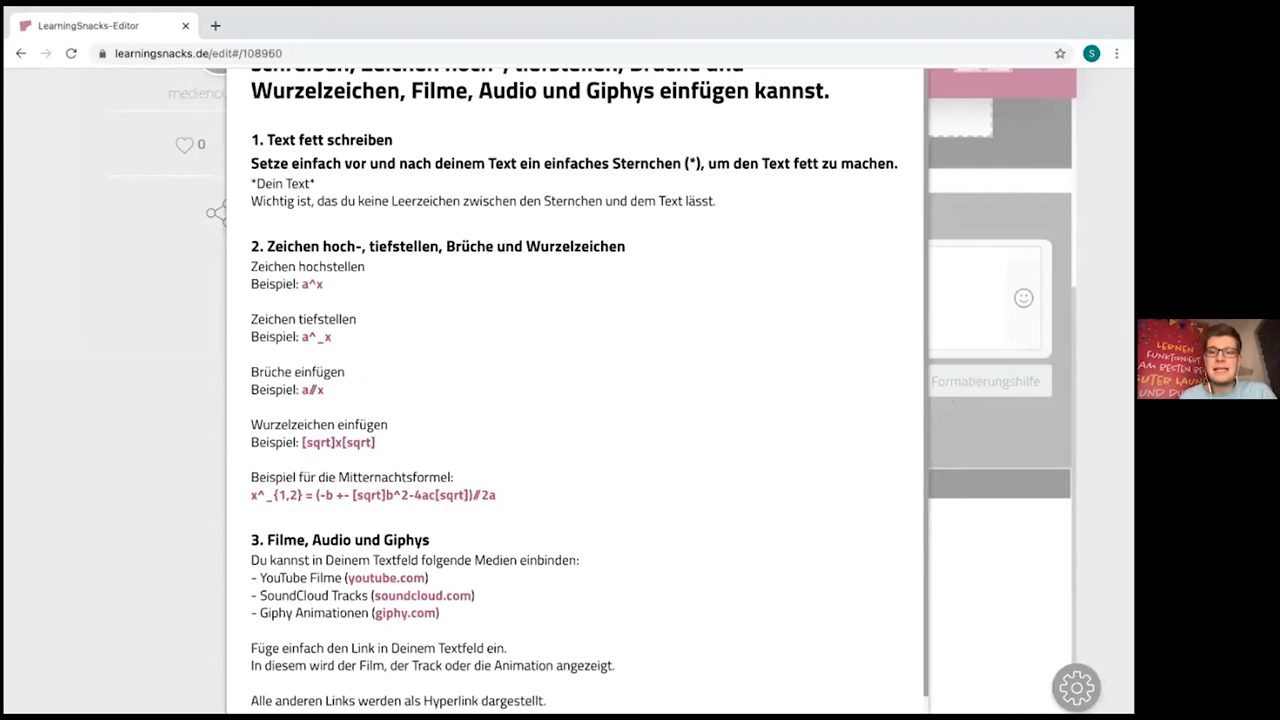 LearningSnacks-Editor
learningsnacks.de/edit#/108960
S
0
Wurzelzeichen, Filme, Audio und Giphys einfügen kannst.
1. Text fett schreiben
Setze einfach vor und nach deinem Text ein einfaches Sternchen (*), um den Text fett zu machen.
*Dein Text*
Wichtig ist, das du keine Leerzeichen zwischen den Sternchen und dem Text lässt.
2. Zeichen hoch-, tiefstellen, Brüche und Wurzelzeichen
Zeichen hochstellen
Beispiel: a^x
Zeichen tiefstellen
Beispiel: a^_x
Brüche einfügen
Beispiel: a//x
Wurzelzeichen einfügen
Beispiel: [sqrt]x[sqrt]
Beispiel für die Mitternachtsformel:
x^_{1,2} = (-b +- [sqrt]b^2-4ac[sqrt])//2a
3. Filme, Audio und Giphys
Du kannst in Deinem Textfeld folgende Medien einbinden:
- YouTube Filme (youtube.com)
- SoundCloud Tracks (soundcloud.com)
- Giphy Animationen (giphy.com)
Füge einfach den Link in Deinem Textfeld ein.
In diesem wird der Film, der Track oder die Animation angezeigt.
Alle anderen Links werden als Hyperlink dargestellt.
Formatierungshilfe
LERNEN
FUNKTIONIERT
AM BESTEN
UND